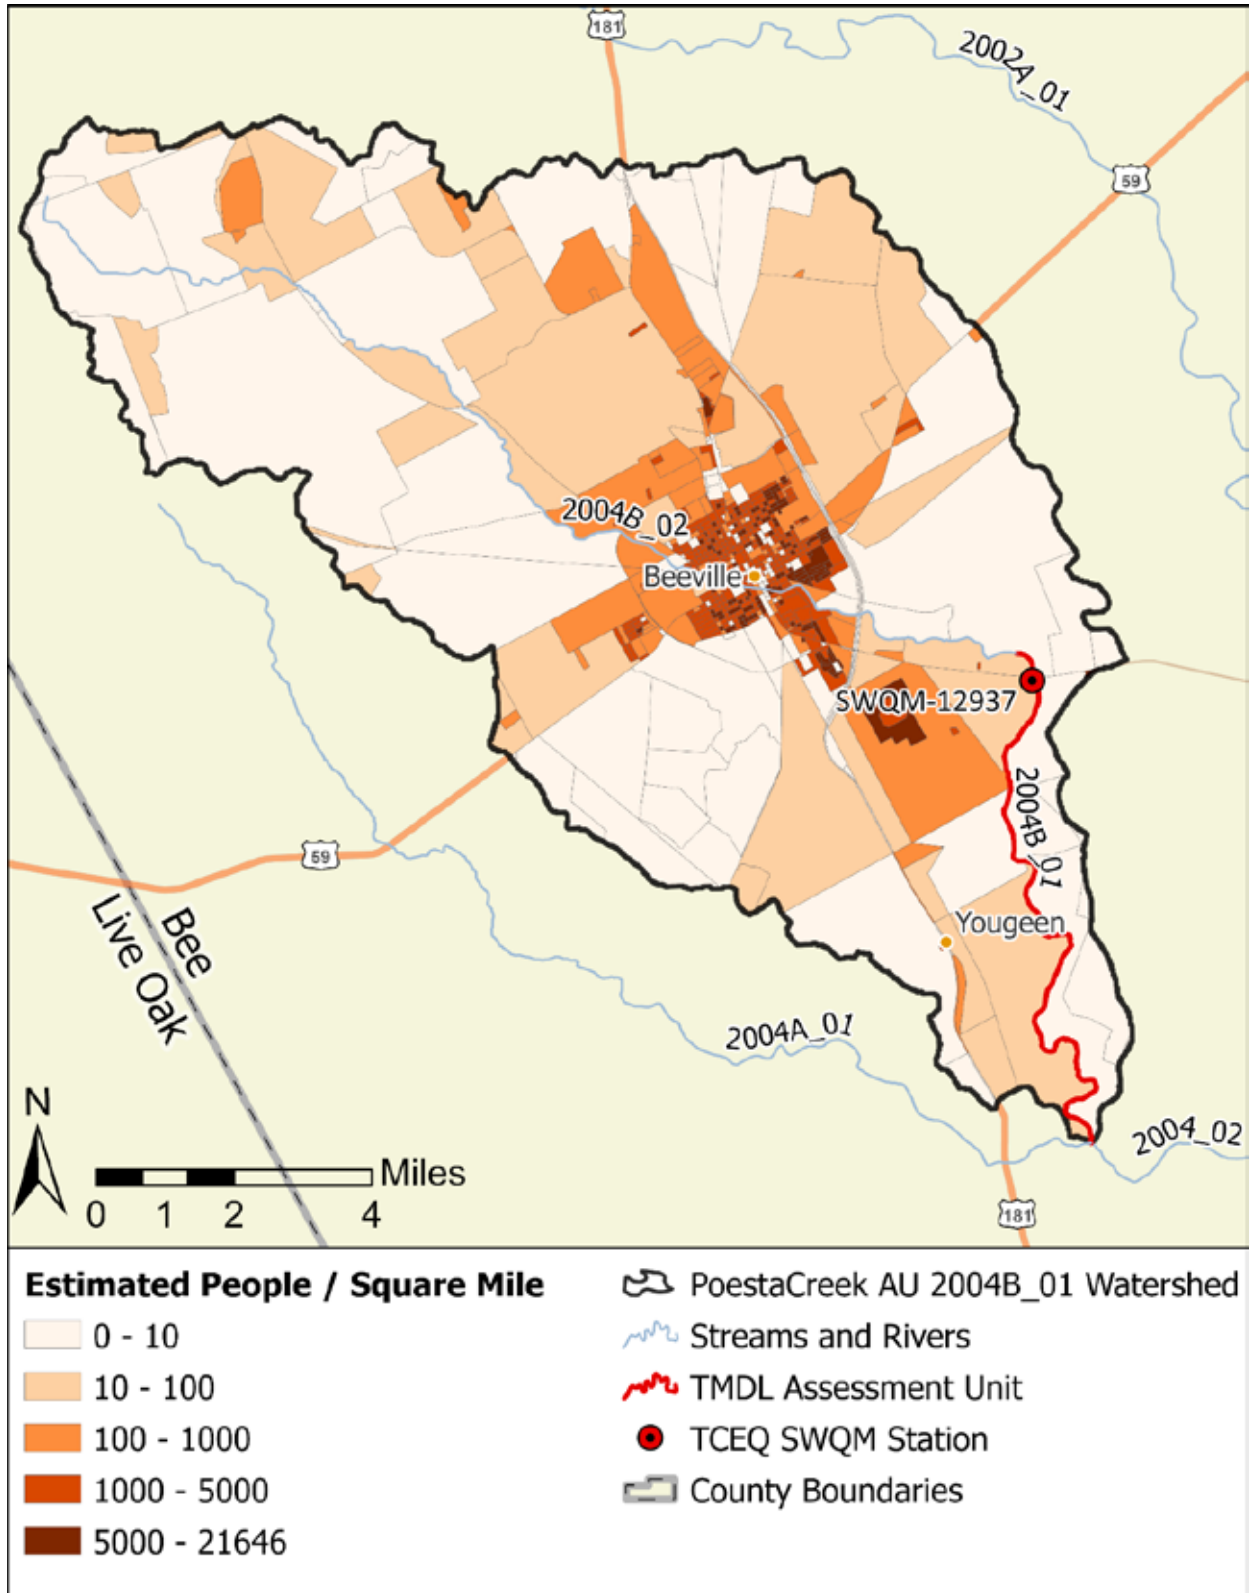 181
2002A_01
59
2004B_02
Beeville
SWQM-12937
2004B_01
59
Bee
Live Oak
Yougeen
2004A_01
N
2004_02
Miles
0 1 2 4
181
Estimated People / Square Mile
0 - 10
10 - 100
100 - 1000
1000 - 5000
5000 - 21646
PoestaCreek AU 2004B_01 Watershed
Streams and Rivers
TMDL Assessment Unit
TCEQ SWQM Station
County Boundaries